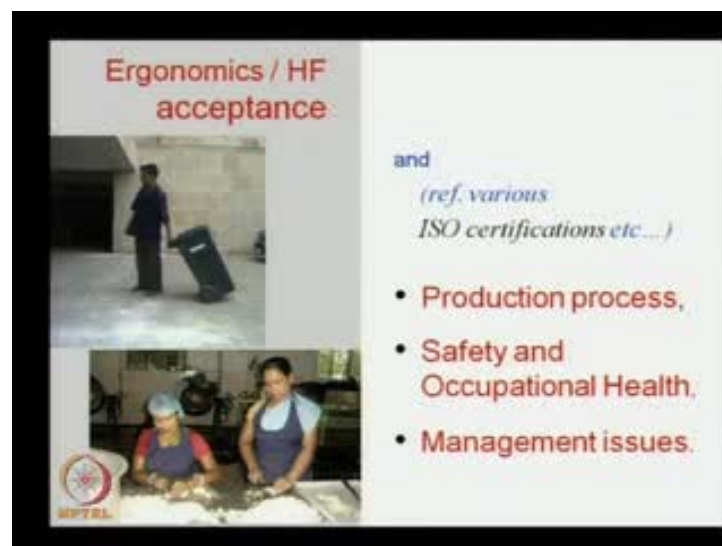 Ergonomics / HF
acceptance
and
(ref. various
ISO certifications etc...)
• Production process,
• Safety and
Occupational Health,
• Management issues.
NPTEL